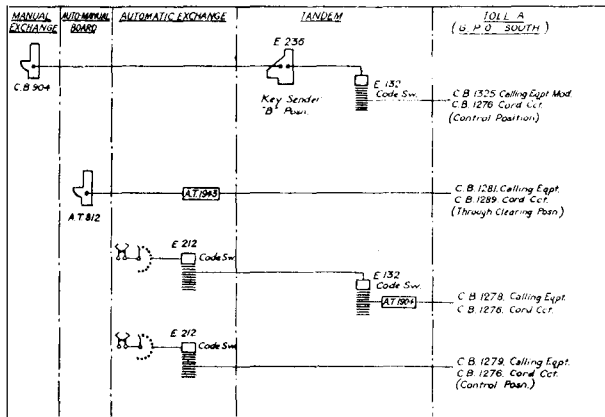 MANUAL EXCHANGE
AUTO-MANUAL BOARD
AUTOMATIC EXCHANGE
TANDEM
TOLL A
(G.P.O. SOUTH)
C.B 904
E 236
Key Sender
"B" Posn.
E 132
Code Sw.
C.B 1325 Calling Eqpt Mod.
C.B. 1276 Cord Cct.
(Control Position)
A.T 812
A.T. 1943
C.B. 1281. Calling Eqpt.
C.B. 1289. Cord Cct.
(Through Clearing Posn)
E 212
Code Sw.
E 132
Code Sw.
A.T 1904
C.B 1278. Calling Eqpt.
C.B 1276. Cord Cct.
E 212
Code Sw.
C.B. 1279. Calling Eqpt.
C.B. 1276. Cord Cct.
(Control Posn.)